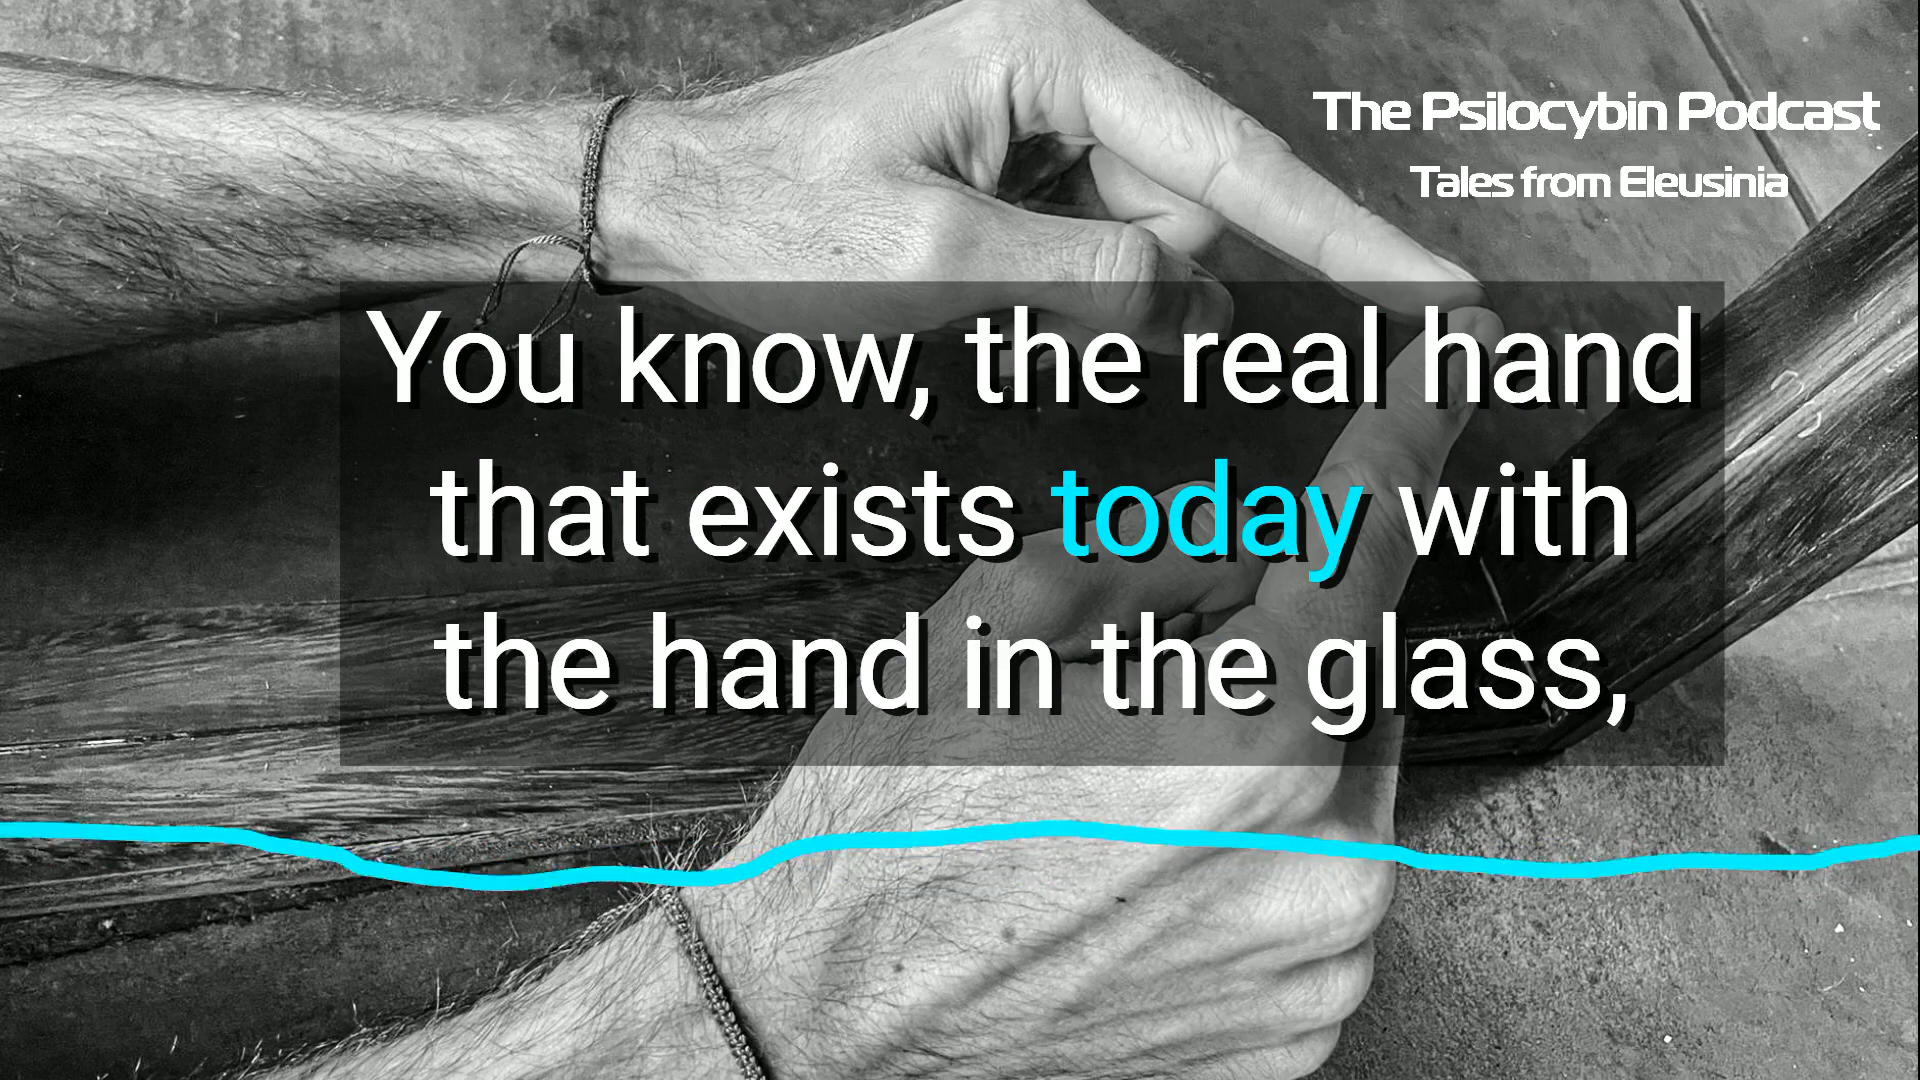 The Psilocybin Podcast
Tales from Eleusinia
You know, the real hand
that exists today with
the hand in the glass,